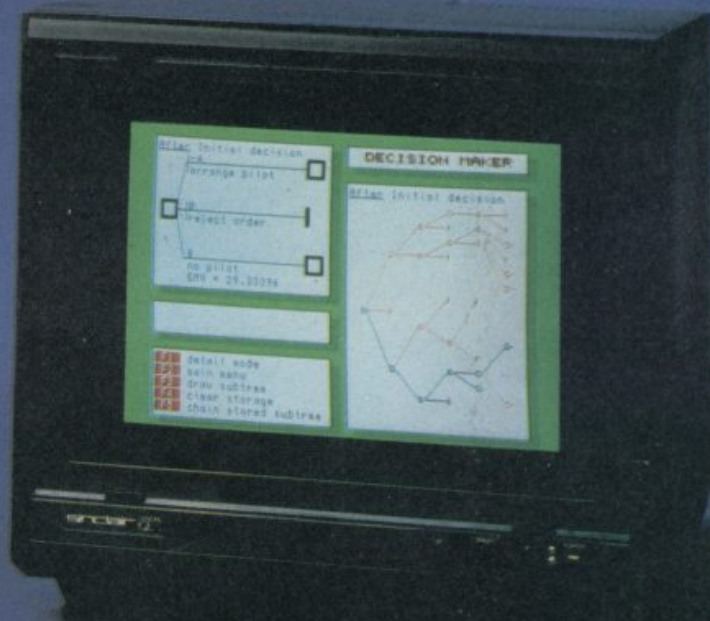 After Initial decision
arrange pilot
reject order
no pilot
EMV = 29.33096
DECISION MAKER
After Initial decision
detail mode
main menu
draw subtree
clear storage
chain stored subtree
sinclair